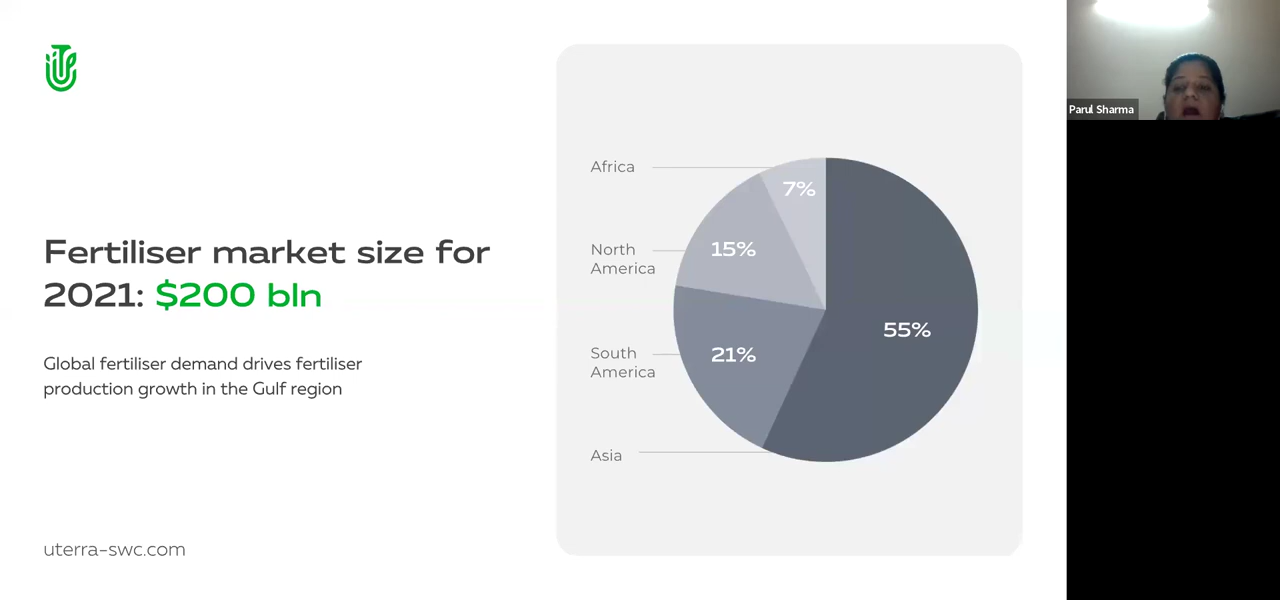 Fertiliser market size for
2021: $200 bln
Global fertiliser demand drives fertiliser
production growth in the Gulf region
uterra-swc.com
Africa
7%
North
America
15%
55%
South
America
21%
Asia
Parul Sharma